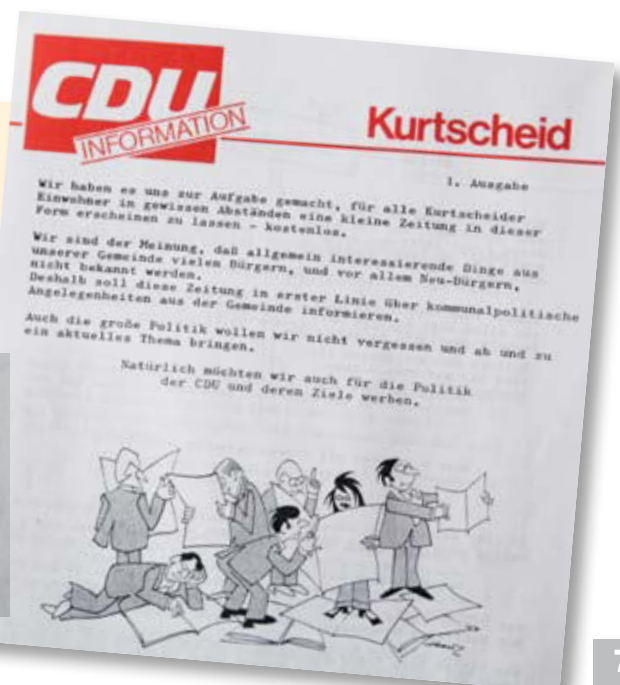 CDU
INFORMATION
Kurtscheid
1. Ausgabe
Wir haben es uns zur Aufgabe gemacht, für alle Kurtscheider
Einwohner in gewissen Abständen eine kleine Zeitung in dieser
Form erscheinen zu lassen - kostenlos.
Wir sind der Meinung, daß allgemein interessierende Dinge aus
unserer Gemeinde vielen Bürgern, und vor allem Neu-Bürgern,
nicht bekannt werden.
Deshalb soll diese Zeitung in erster Linie über kommunalpolitische
Angelegenheiten aus der Gemeinde informieren.
Auch die große Politik wollen wir nicht vergessen und ab und zu
ein aktuelles Thema bringen.
Natürlich möchten wir auch für die Politik
der CDU und deren Ziele werben.
7